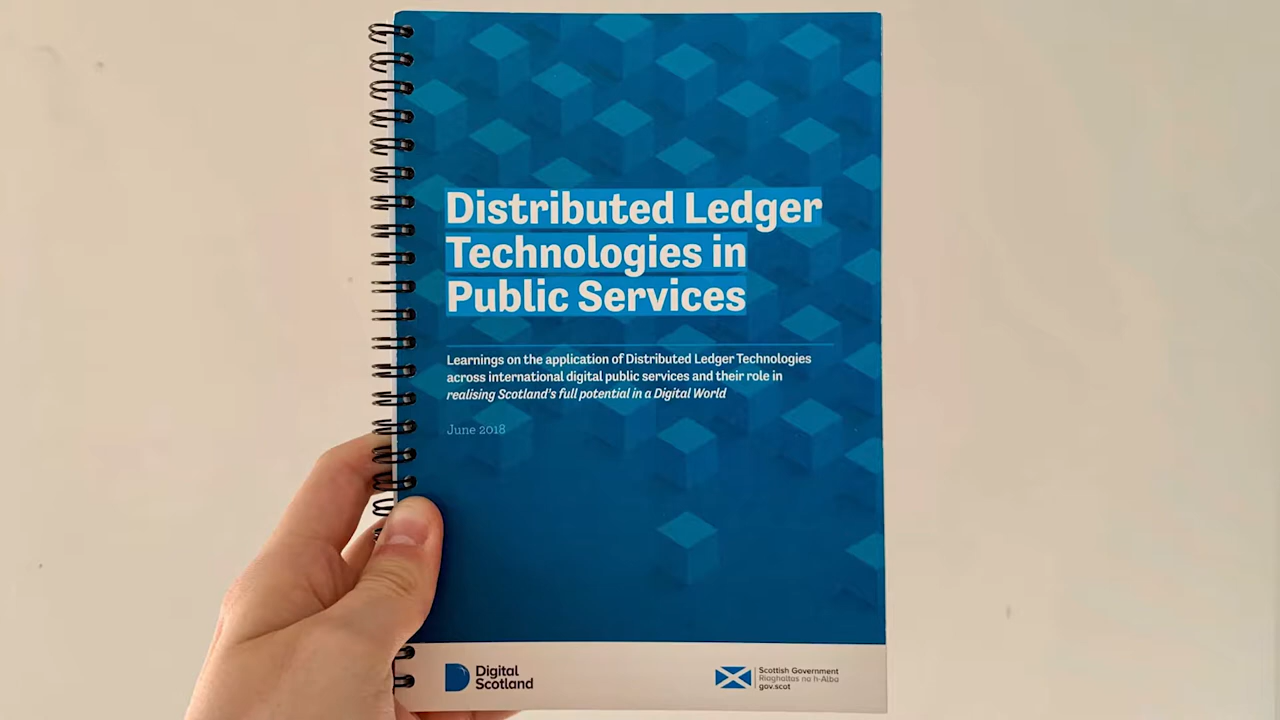 Distributed Ledger
Technologies in
Public Services
Learnings on the application of Distributed Ledger Technologies
across international digital public services and their role in
realising Scotland's full potential in a Digital World
June 2018
Digital
Scotland
Scottish Government
Riaghaltas na h-Alba
gov.scot